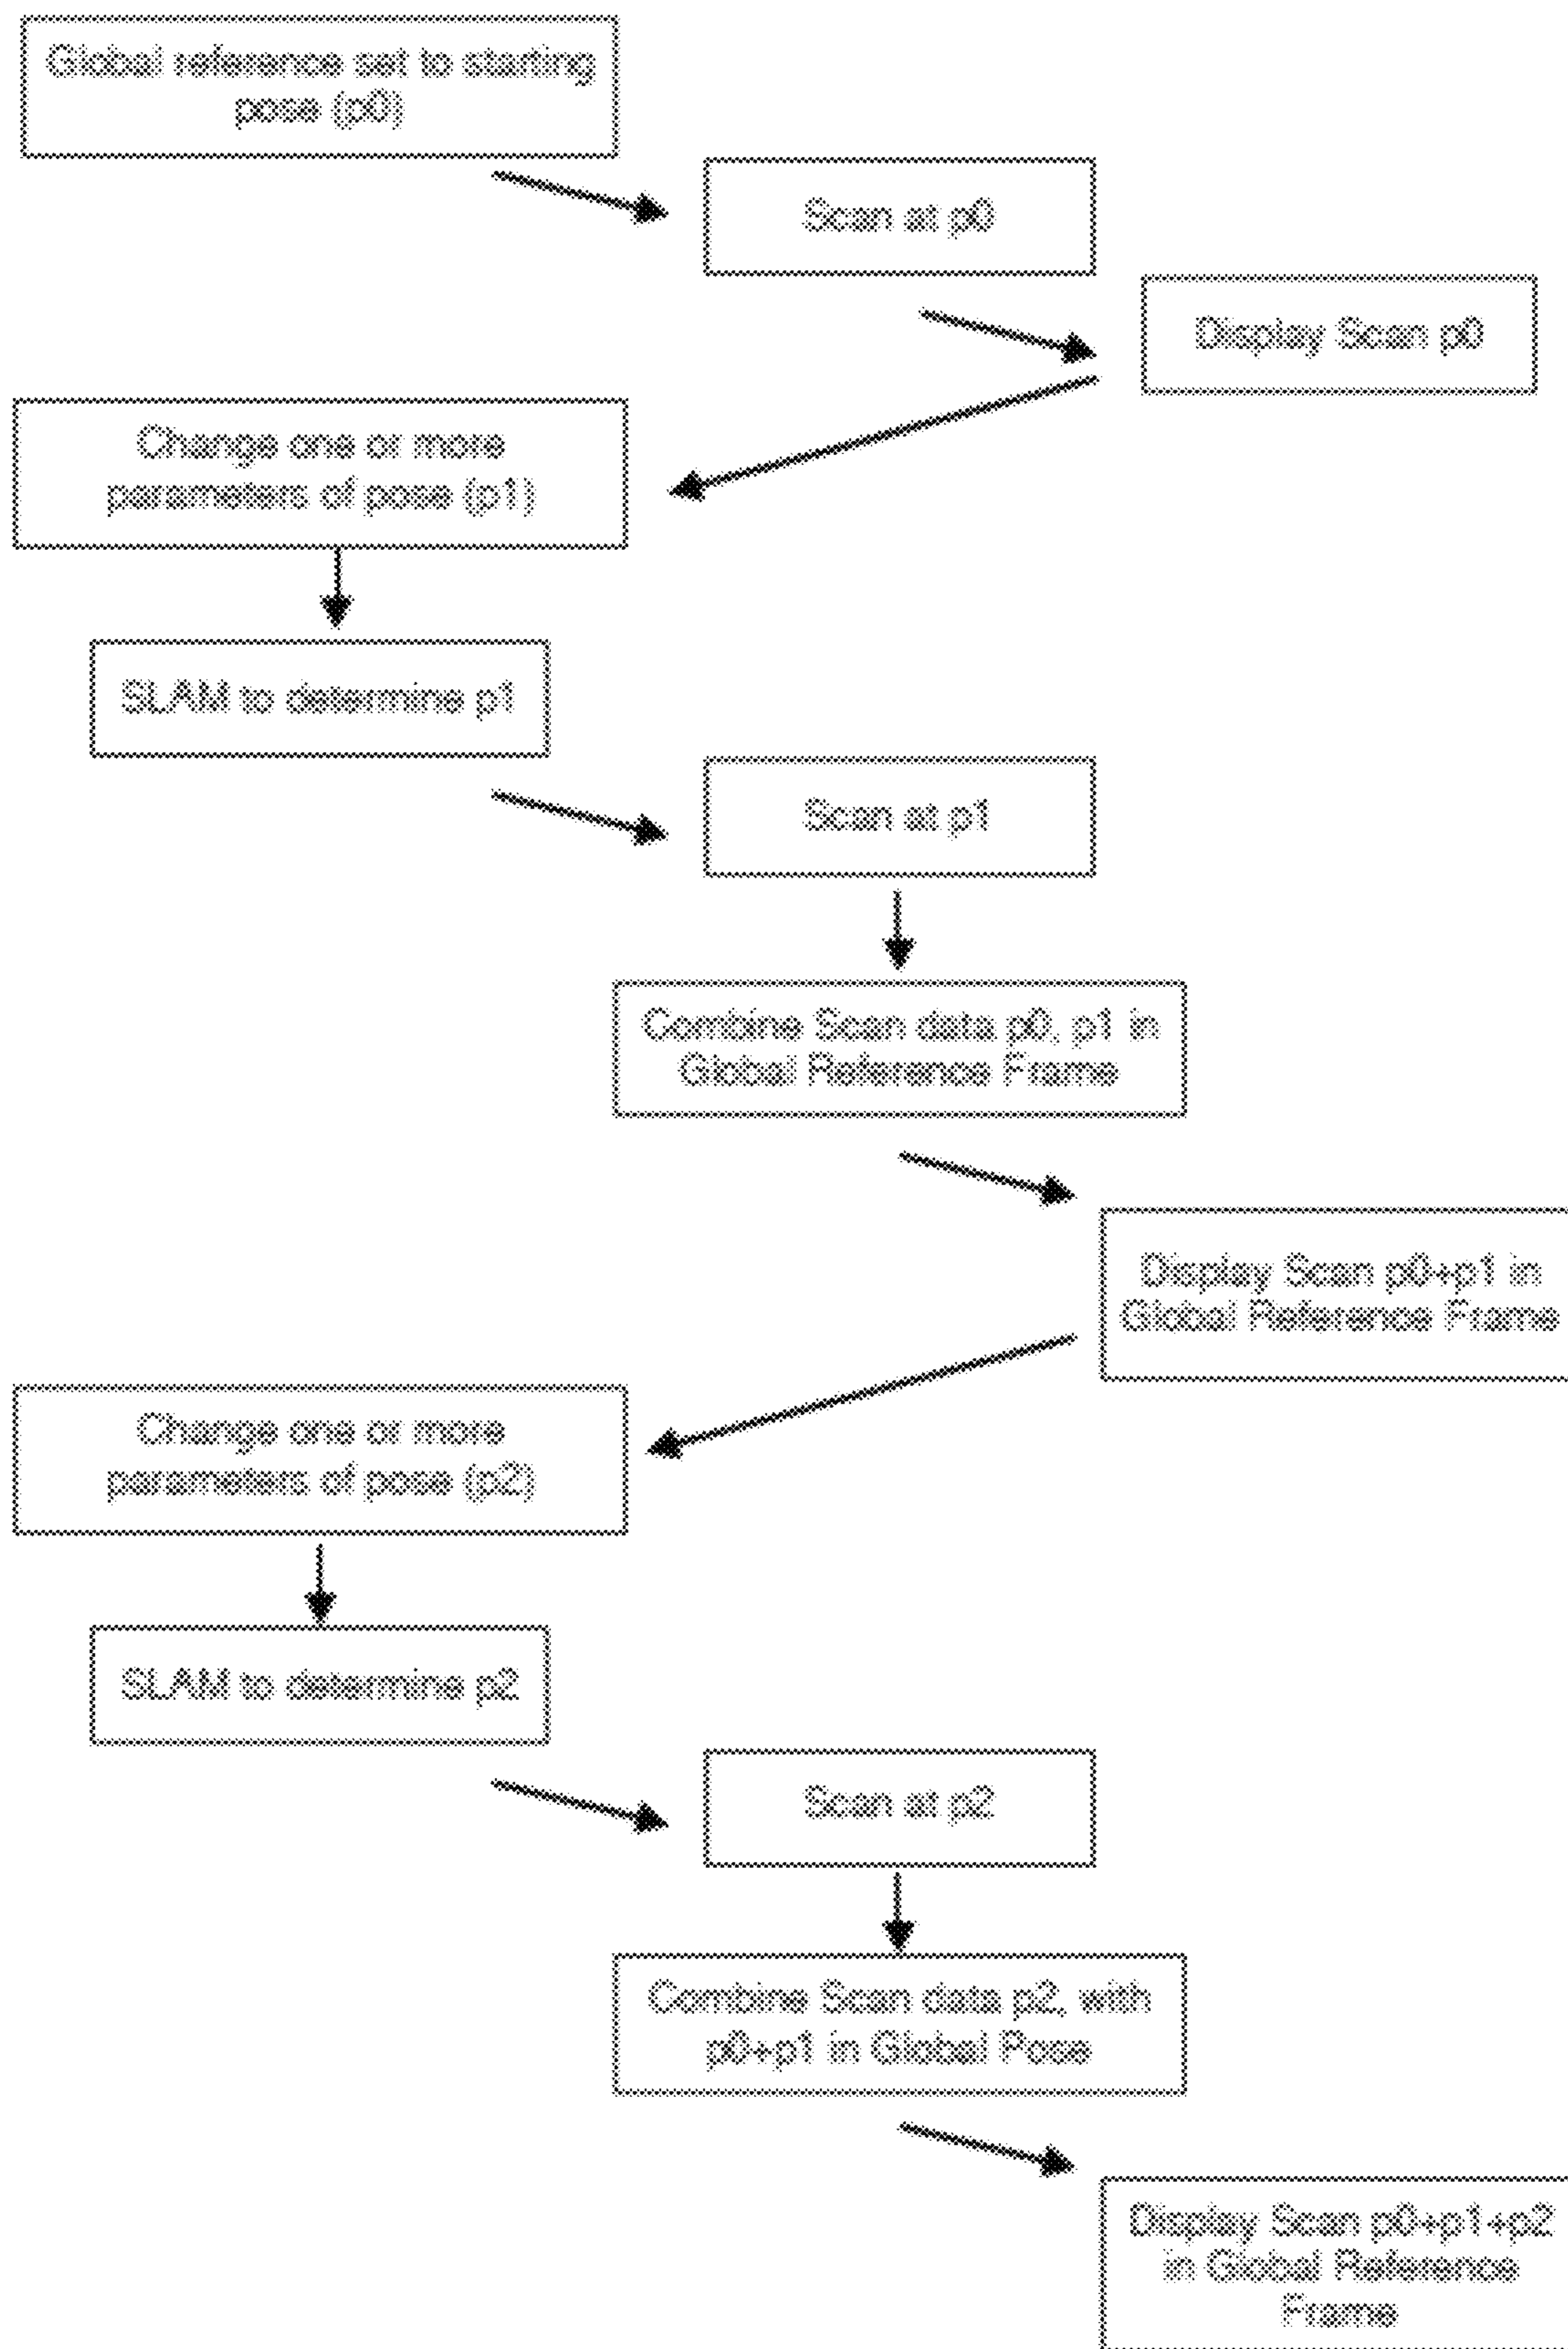 Global reference set to starting
pose (p0)
Scan at p0
Display Scan p0
Change one or more
parameters of pose (p1)
SLAM to determine p1
Scan at p1
Combine Scan data p0, p1 in
Global Reference Frame
Display Scan p0+p1 in
Global Reference Frame
Change one or more
parameters of pose (p2)
SLAM to determine p2
Scan at p2
Combine Scan data p2, with
p0+p1 in Global Pose
Display Scan p0+p1+p2
in Global Reference
Frame